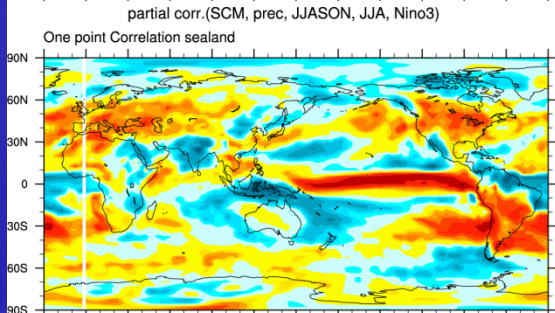 partial corr.(SCM, prec, JJASON, JJA, Nino3)
One point Correlation sealand
90N
60N
30N
0
30S
60S
90S